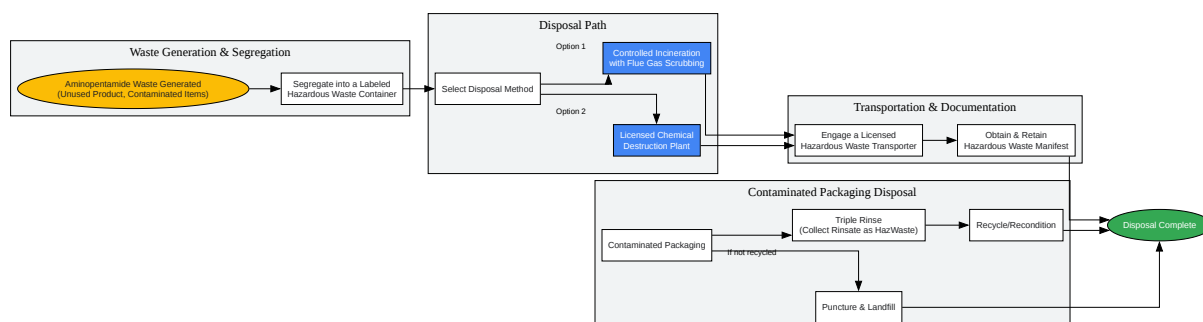 Waste Generation & Segregation
Aminopentamide Waste Generated
(Unused Product, Contaminated Items)
Segregate into a Labeled
Hazardous Waste Container
Disposal Path
Select Disposal Method
Option 1
Controlled Incineration
with Flue Gas Scrubbing
Option 2
Licensed Chemical
Destruction Plant
Transportation & Documentation
Engage a Licensed
Hazardous Waste Transporter
Obtain & Retain
Hazardous Waste Manifest
Contaminated Packaging Disposal
Contaminated Packaging
Triple Rinse
(Collect Rinsate as HazWaste)
Recycle/Recondition
If not recycled
Puncture & Landfill
Disposal Complete